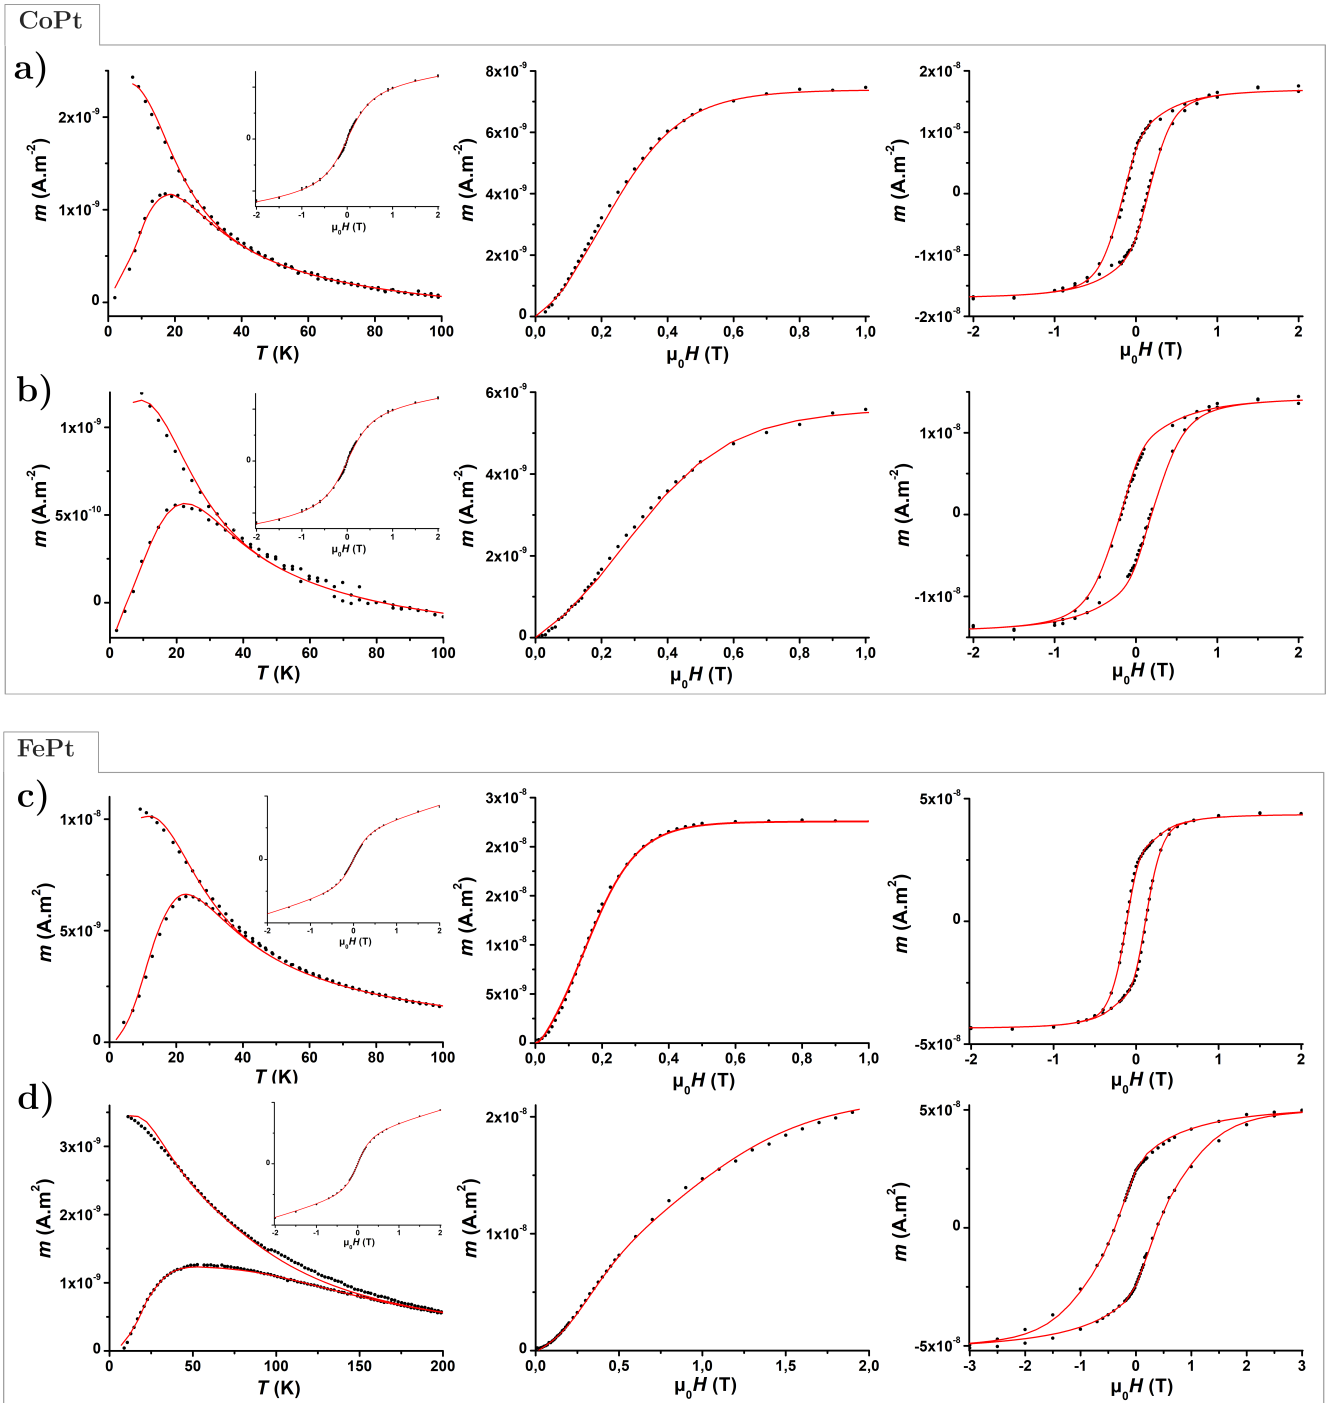 CoPt
a)
m (A.m⁻²)
2x10⁻⁹
1x10⁻⁹
0
0 20 40 60 80 100
T (K)
0
-2 -1 0 1 2
µ₀H (T)
m (A.m⁻²)
8x10⁻⁹
6x10⁻⁹
4x10⁻⁹
2x10⁻⁹
0
0,0 0,2 0,4 0,6 0,8 1,0
µ₀H (T)
m (A.m⁻²)
2x10⁻⁸
1x10⁻⁸
0
-1x10⁻⁸
-2x10⁻⁸
-2 -1 0 1 2
µ₀H (T)
b)
m (A.m⁻²)
1x10⁻⁹
5x10⁻¹⁰
0
0 20 40 60 80 100
T (K)
0
-2 -1 0 1 2
µ₀H (T)
m (A.m⁻²)
6x10⁻⁹
4x10⁻⁹
2x10⁻⁹
0
0,0 0,2 0,4 0,6 0,8 1,0
µ₀H (T)
m (A.m⁻²)
1x10⁻⁸
0
-1x10⁻⁸
-2 -1 0 1 2
µ₀H (T)
FePt
c)
m (A.m²)
1x10⁻⁸
5x10⁻⁹
0
0 20 40 60 80 100
T (K)
0
-2 -1 0 1 2
µ₀H (T)
m (A.m²)
3x10⁻⁸
2x10⁻⁸
2x10⁻⁸
1x10⁻⁸
5x10⁻⁹
0
0,0 0,2 0,4 0,6 0,8 1,0
µ₀H (T)
m (A.m²)
5x10⁻⁸
0
-5x10⁻⁸
-2 -1 0 1 2
µ₀H (T)
d)
m (A.m²)
3x10⁻⁹
2x10⁻⁹
1x10⁻⁹
0
0 50 100 150 200
T (K)
0
-2 -1 0 1 2
µ₀H (T)
m (A.m²)
2x10⁻⁸
1x10⁻⁸
0
0,0 0,5 1,0 1,5 2,0
µ₀H (T)
m (A.m²)
5x10⁻⁸
0
-5x10⁻⁸
-3 -2 -1 0 1 2 3
µ₀H (T)